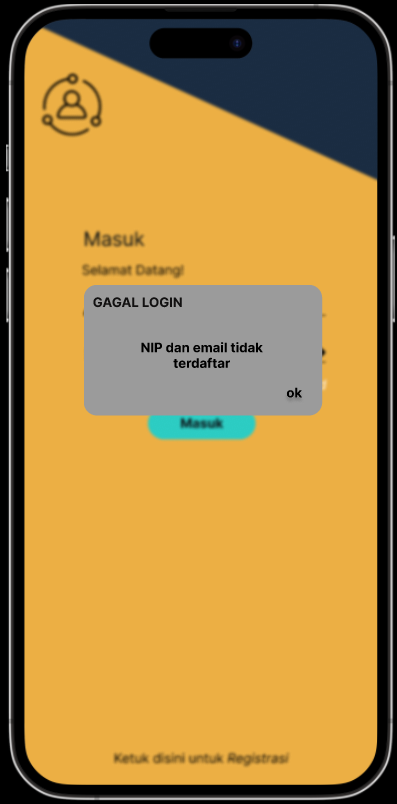 Masuk
Selamat Datang!
GAGAL LOGIN
NIP dan email tidak
terdaftar
ok
Masuk
Ketuk disini untuk Registrasi